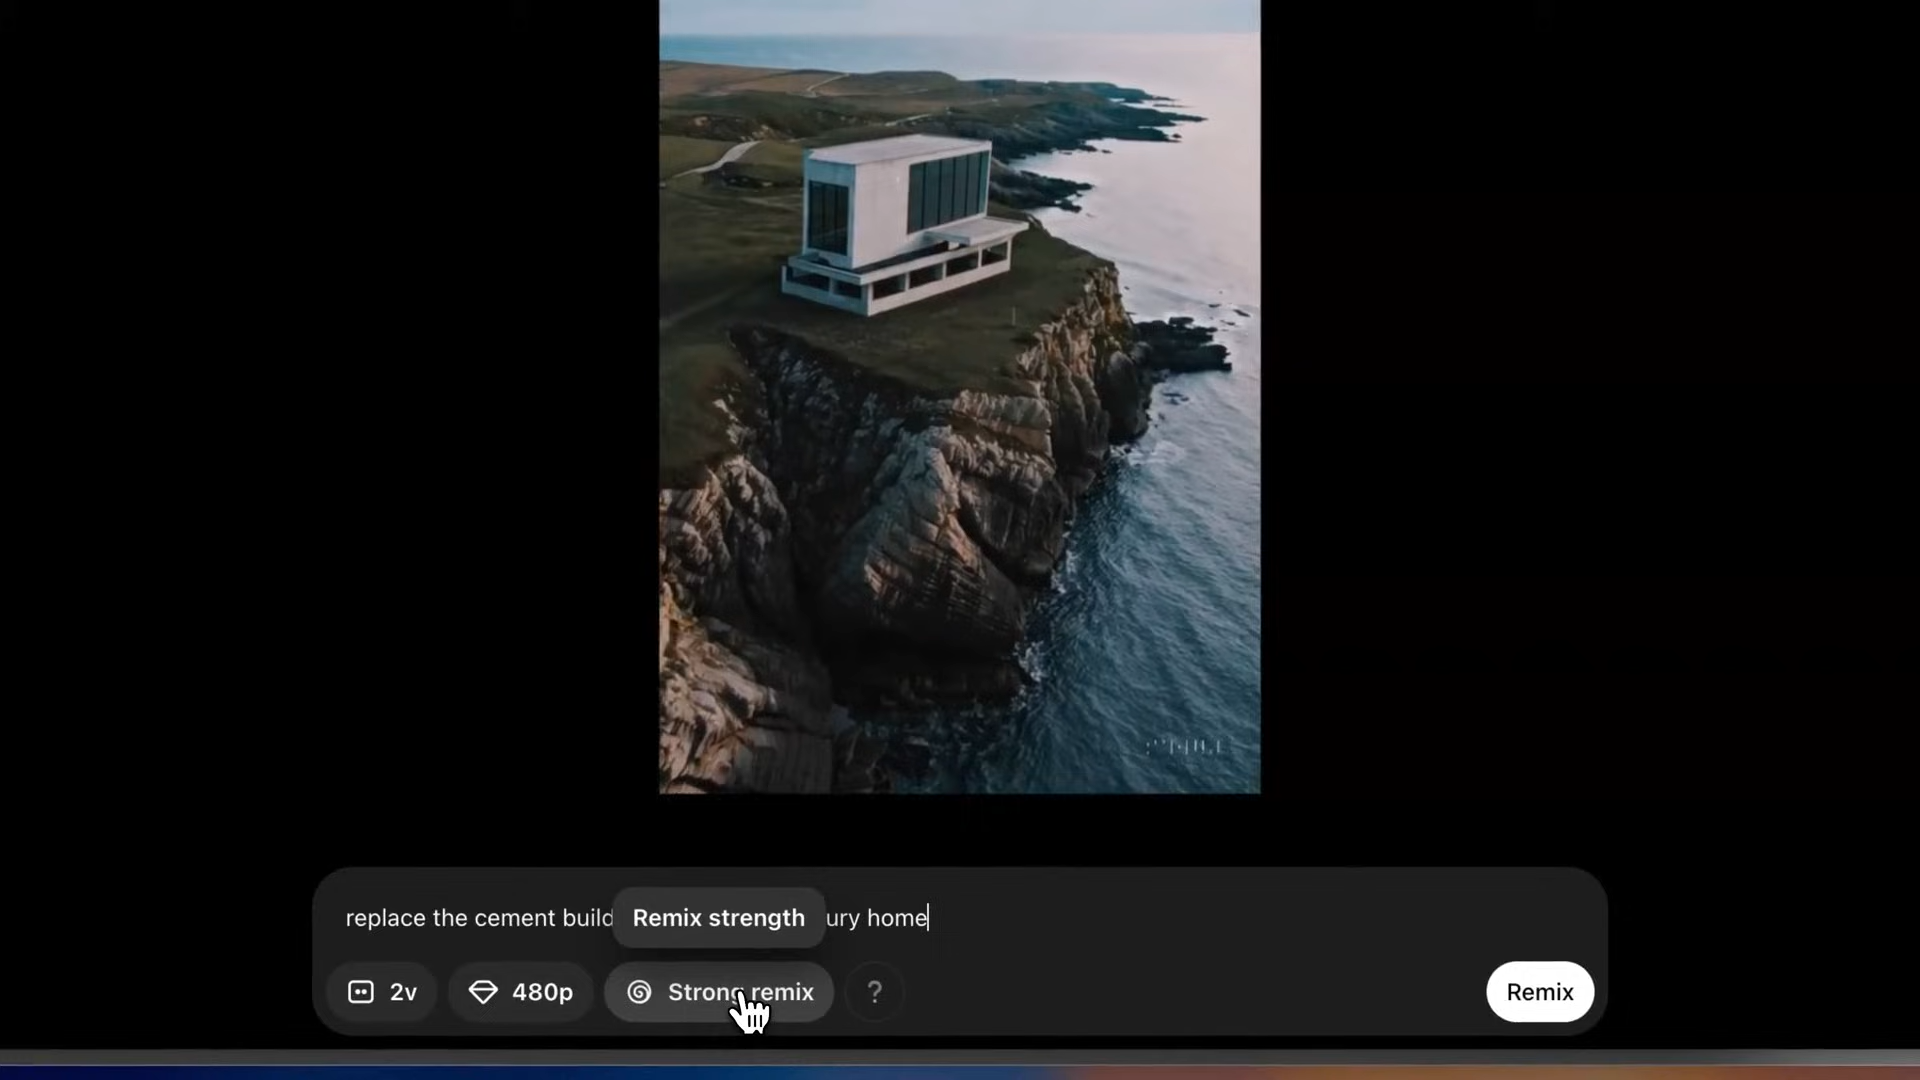 replace the cement build
Remix strength
ury home
2v
480p
Strong remix
?
Remix